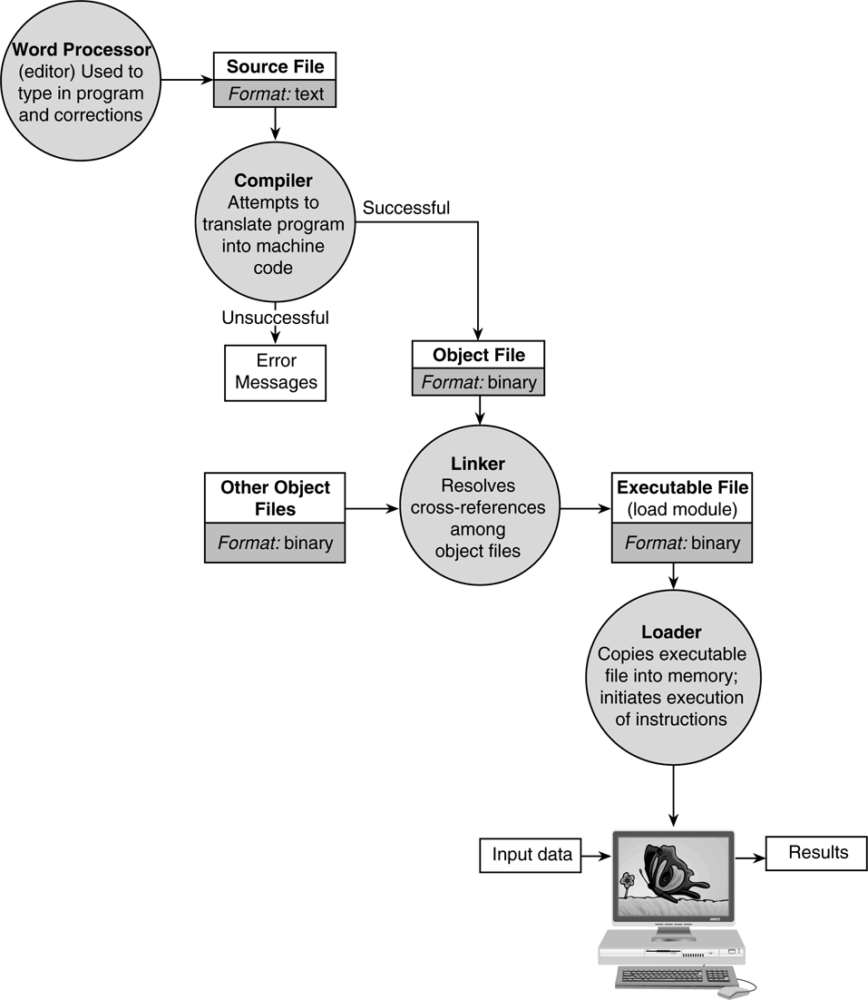 Word Processor
(editor) Used to
type in program
and corrections
Source File
Format: text
Compiler
Attempts to
translate program
into machine
code
Successful
Unsuccessful
Error
Messages
Object File
Format: binary
Linker
Resolves
cross-references
among
object files
Other Object
Files
Format: binary
Executable File
(load module)
Format: binary
Loader
Copies executable
file into memory;
initiates execution
of instructions
Input data
Results